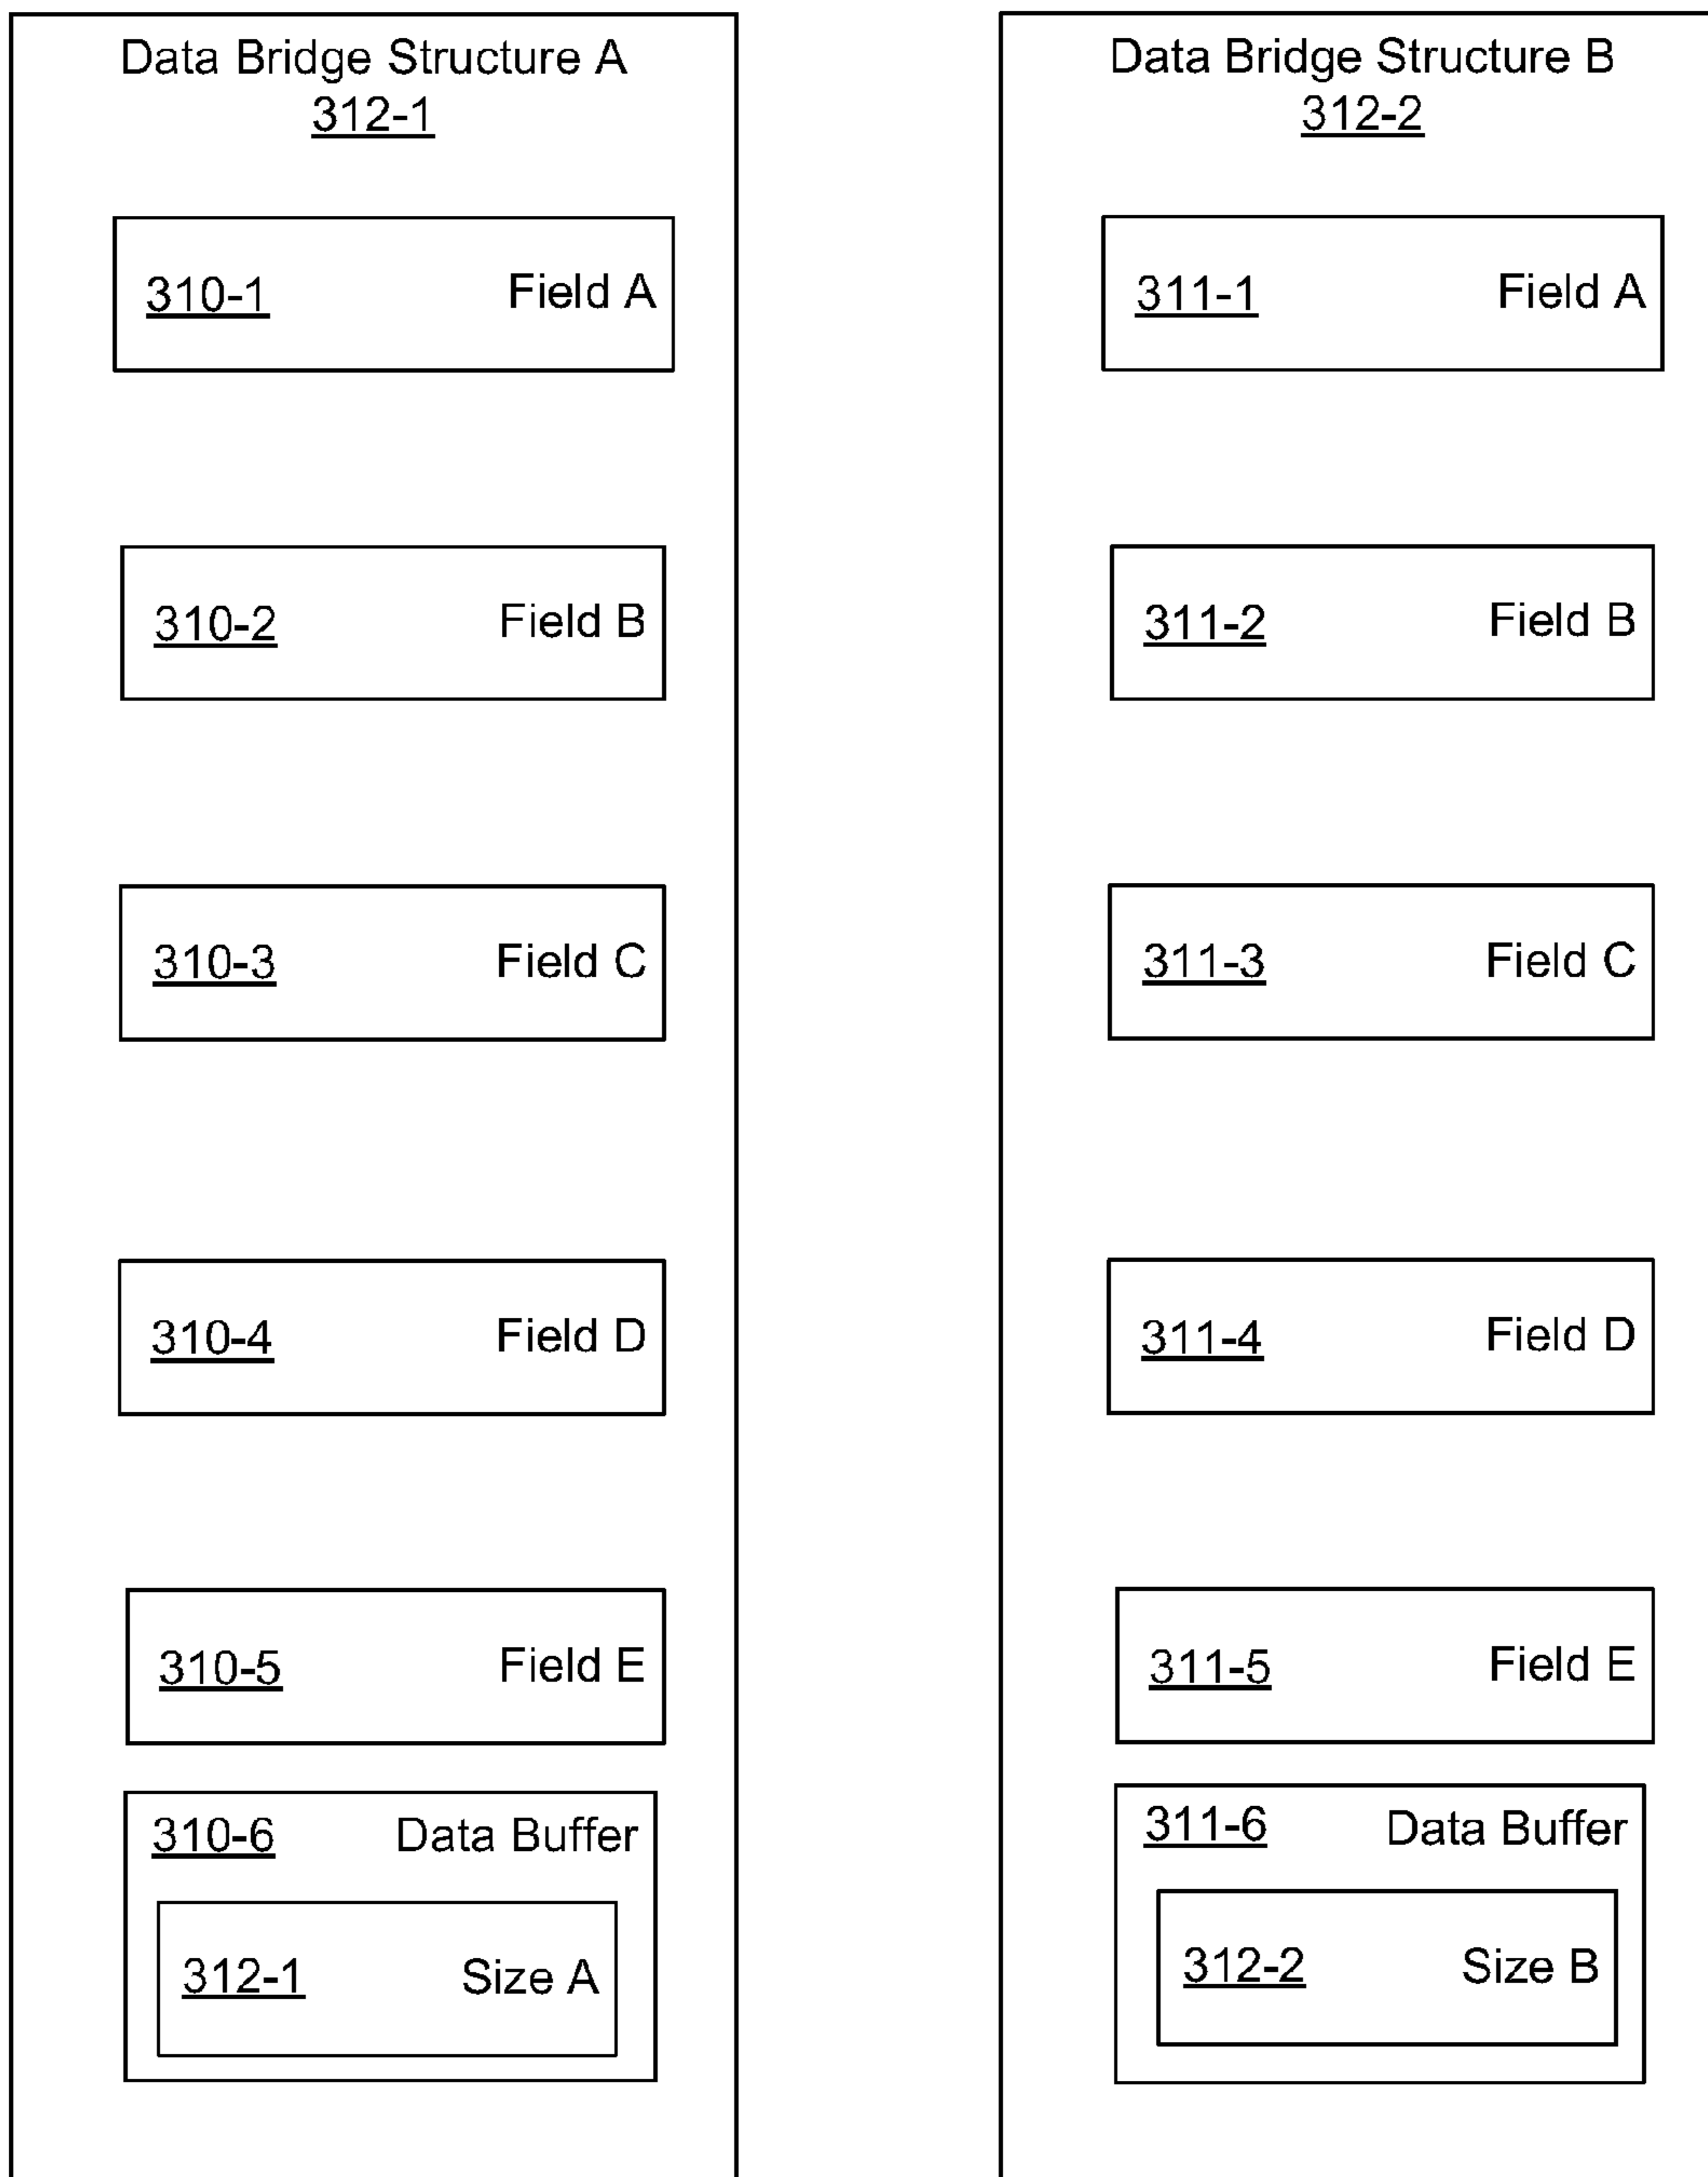 Data Bridge Structure A
312-1
310-1 Field A
310-2 Field B
310-3 Field C
310-4 Field D
310-5 Field E
310-6 Data Buffer
312-1 Size A
Data Bridge Structure B
312-2
311-1 Field A
311-2 Field B
311-3 Field C
311-4 Field D
311-5 Field E
311-6 Data Buffer
312-2 Size B